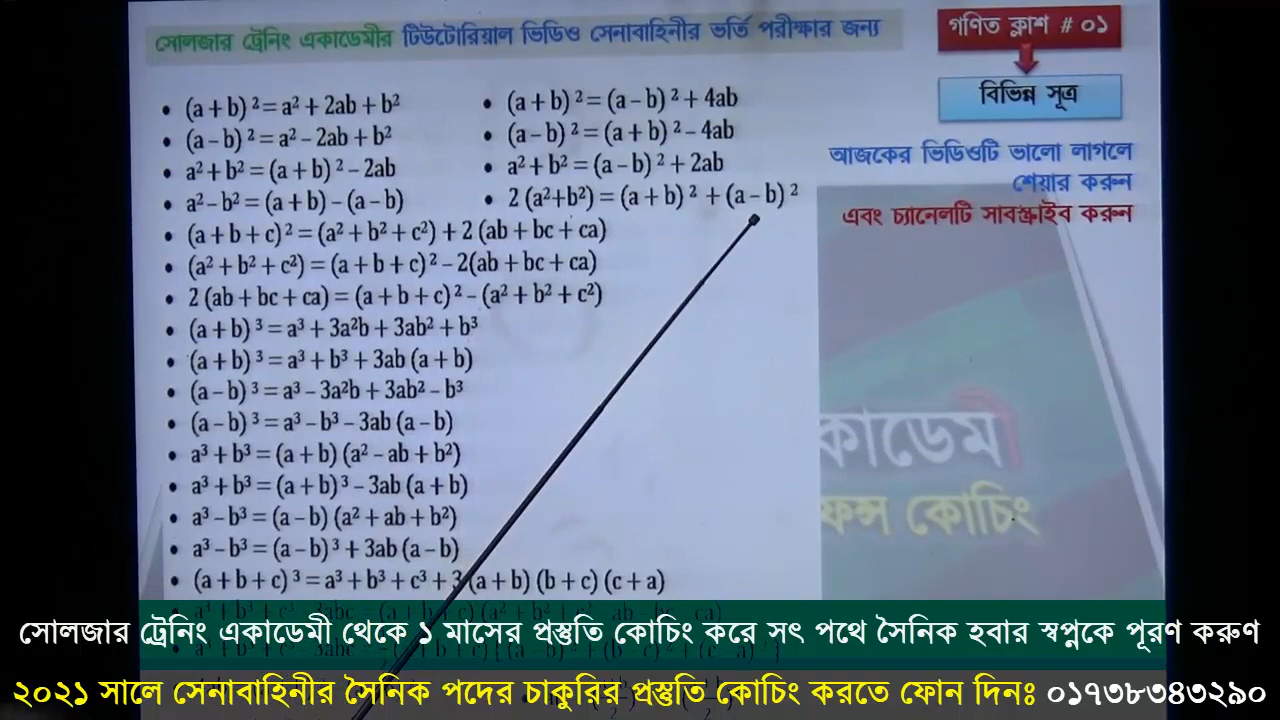 সোলজার ট্রেনিং একাডেমীর টিউটোরিয়াল ভিডিও সেনাবাহিনীর ভর্তি পরীক্ষার জন্য
গণিত ক্লাশ # ০১
বিভিন্ন সূত্র
• (a + b) ² = a² + 2ab + b²
• (a – b) ² = a² – 2ab + b²
• a² + b² = (a + b) ² – 2ab
• a² – b² = (a + b) – (a – b)
• (a + b) ² = (a – b) ² + 4ab
• (a – b) ² = (a + b) ² – 4ab
• a² + b² = (a – b) ² + 2ab
• 2 (a²+b²) = (a + b) ² + (a – b) ²
• (a + b + c) ² = (a² + b² + c²) + 2 (ab + bc + ca)
• (a² + b² + c²) = (a + b + c) ² – 2(ab + bc + ca)
• 2 (ab + bc + ca) = (a + b + c) ² – (a² + b² + c²)
• (a + b) ³ = a³ + 3a²b + 3ab² + b³
• (a + b) ³ = a³ + b³ + 3ab (a + b)
• (a – b) ³ = a³ – 3a²b + 3ab² – b³
• (a – b) ³ = a³ – b³ – 3ab (a – b)
• a³ + b³ = (a + b) (a² – ab + b²)
• a³ + b³ = (a + b) ³ – 3ab (a + b)
• a³ – b³ = (a – b) (a² + ab + b²)
• a³ – b³ = (a – b) ³ + 3ab (a – b)
• (a + b + c) ³ = a³ + b³ + c³ + 3 (a + b) (b + c) (c + a)
আজকের ভিডিওটি ভালো লাগলে
শেয়ার করুন
এবং চ্যানেলটি সাবস্ক্রাইব করুন
কাডেমী
ফন্স কোচিং
সোলজার ট্রেনিং একাডেমী থেকে ১ মাসের প্রস্তুতি কোচিং করে সৎ পথে সৈনিক হবার স্বপ্নকে পূরণ করুণ
২০২১ সালে সেনাবাহিনীর সৈনিক পদের চাকুরির প্রস্তুতি কোচিং করতে ফোন দিনঃ ০১৭৩৮৩৪৩২৯০